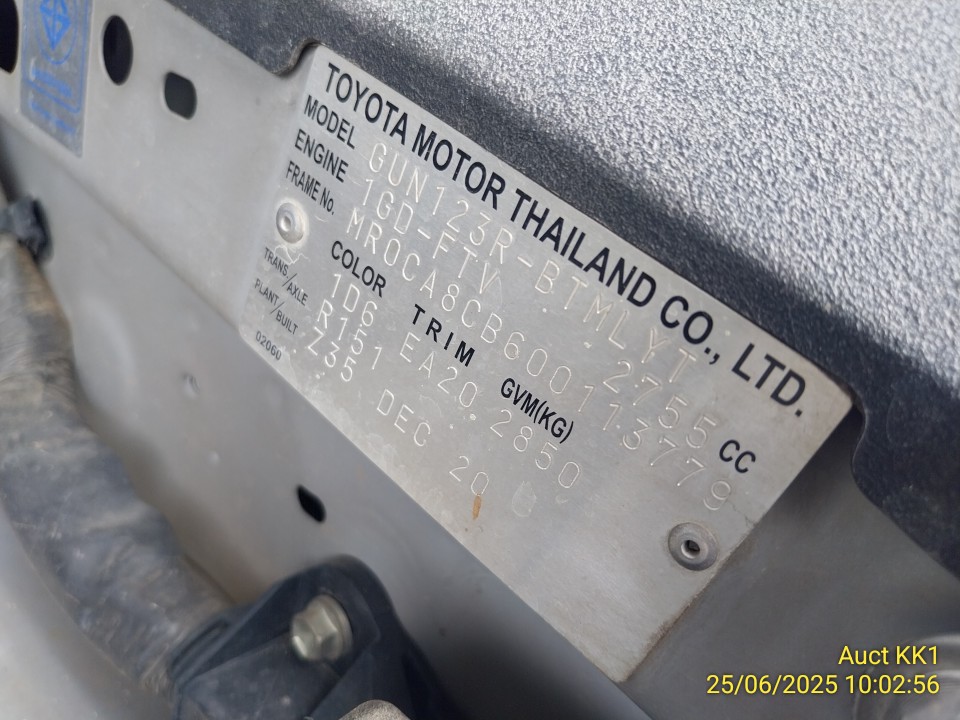 TOYOTA MOTOR THAILAND CO., LTD.
MODEL GUN123R-BTMLYT
ENGINE 1GD-FTV 2755 CC
FRAME No. MR0CA8CB600113779
COLOR TRIM GVM(KG)
1D6 EA20 2850
TRANS/AXLE R151
PLANT/BUILT Z35 DEC 20
02060
Auct KK1
25/06/2025 10:02:56